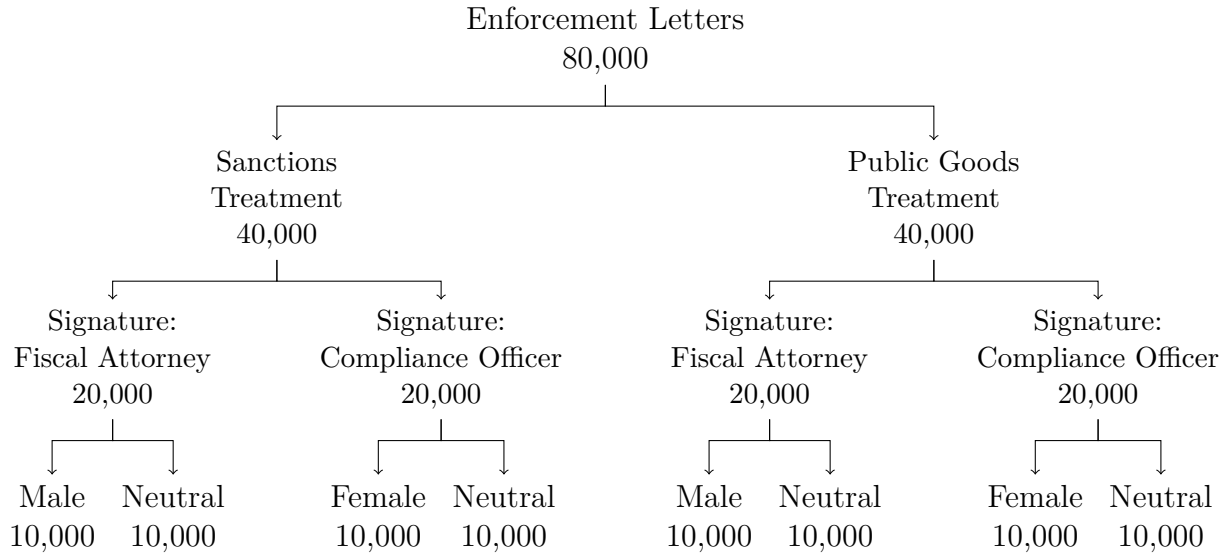 Enforcement Letters
80,000
Sanctions
Treatment
40,000
Public Goods
Treatment
40,000
Signature:
Fiscal Attorney
20,000
Signature:
Compliance Officer
20,000
Signature:
Fiscal Attorney
20,000
Signature:
Compliance Officer
20,000
Male
10,000
Neutral
10,000
Female
10,000
Neutral
10,000
Male
10,000
Neutral
10,000
Female
10,000
Neutral
10,000